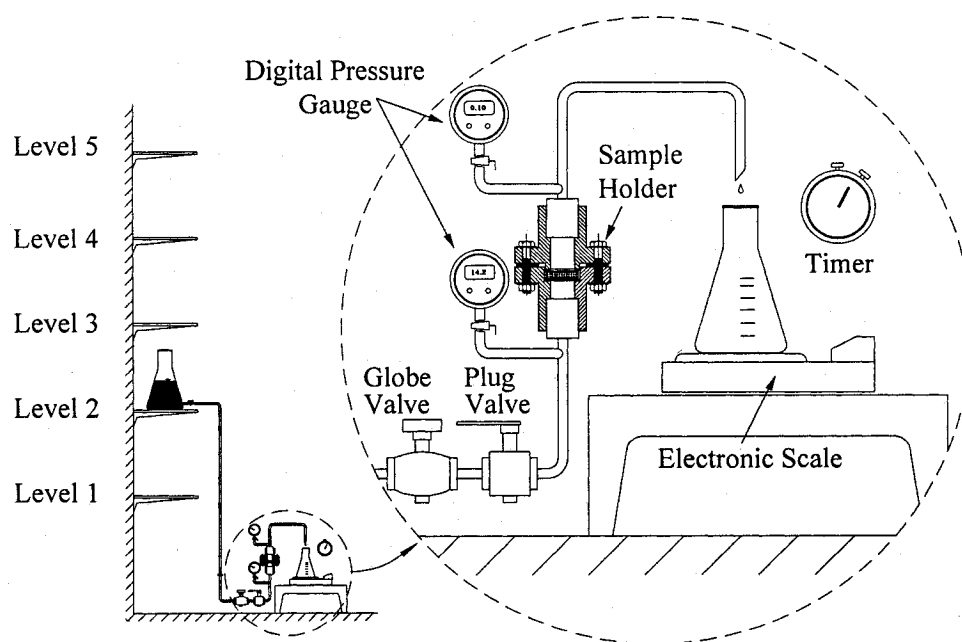 Digital Pressure
Gauge
0.10
Level 5
Sample
Holder
Level 4
14.2
Timer
Level 3
Globe
Valve
Plug
Valve
Level 2
Electronic Scale
Level 1